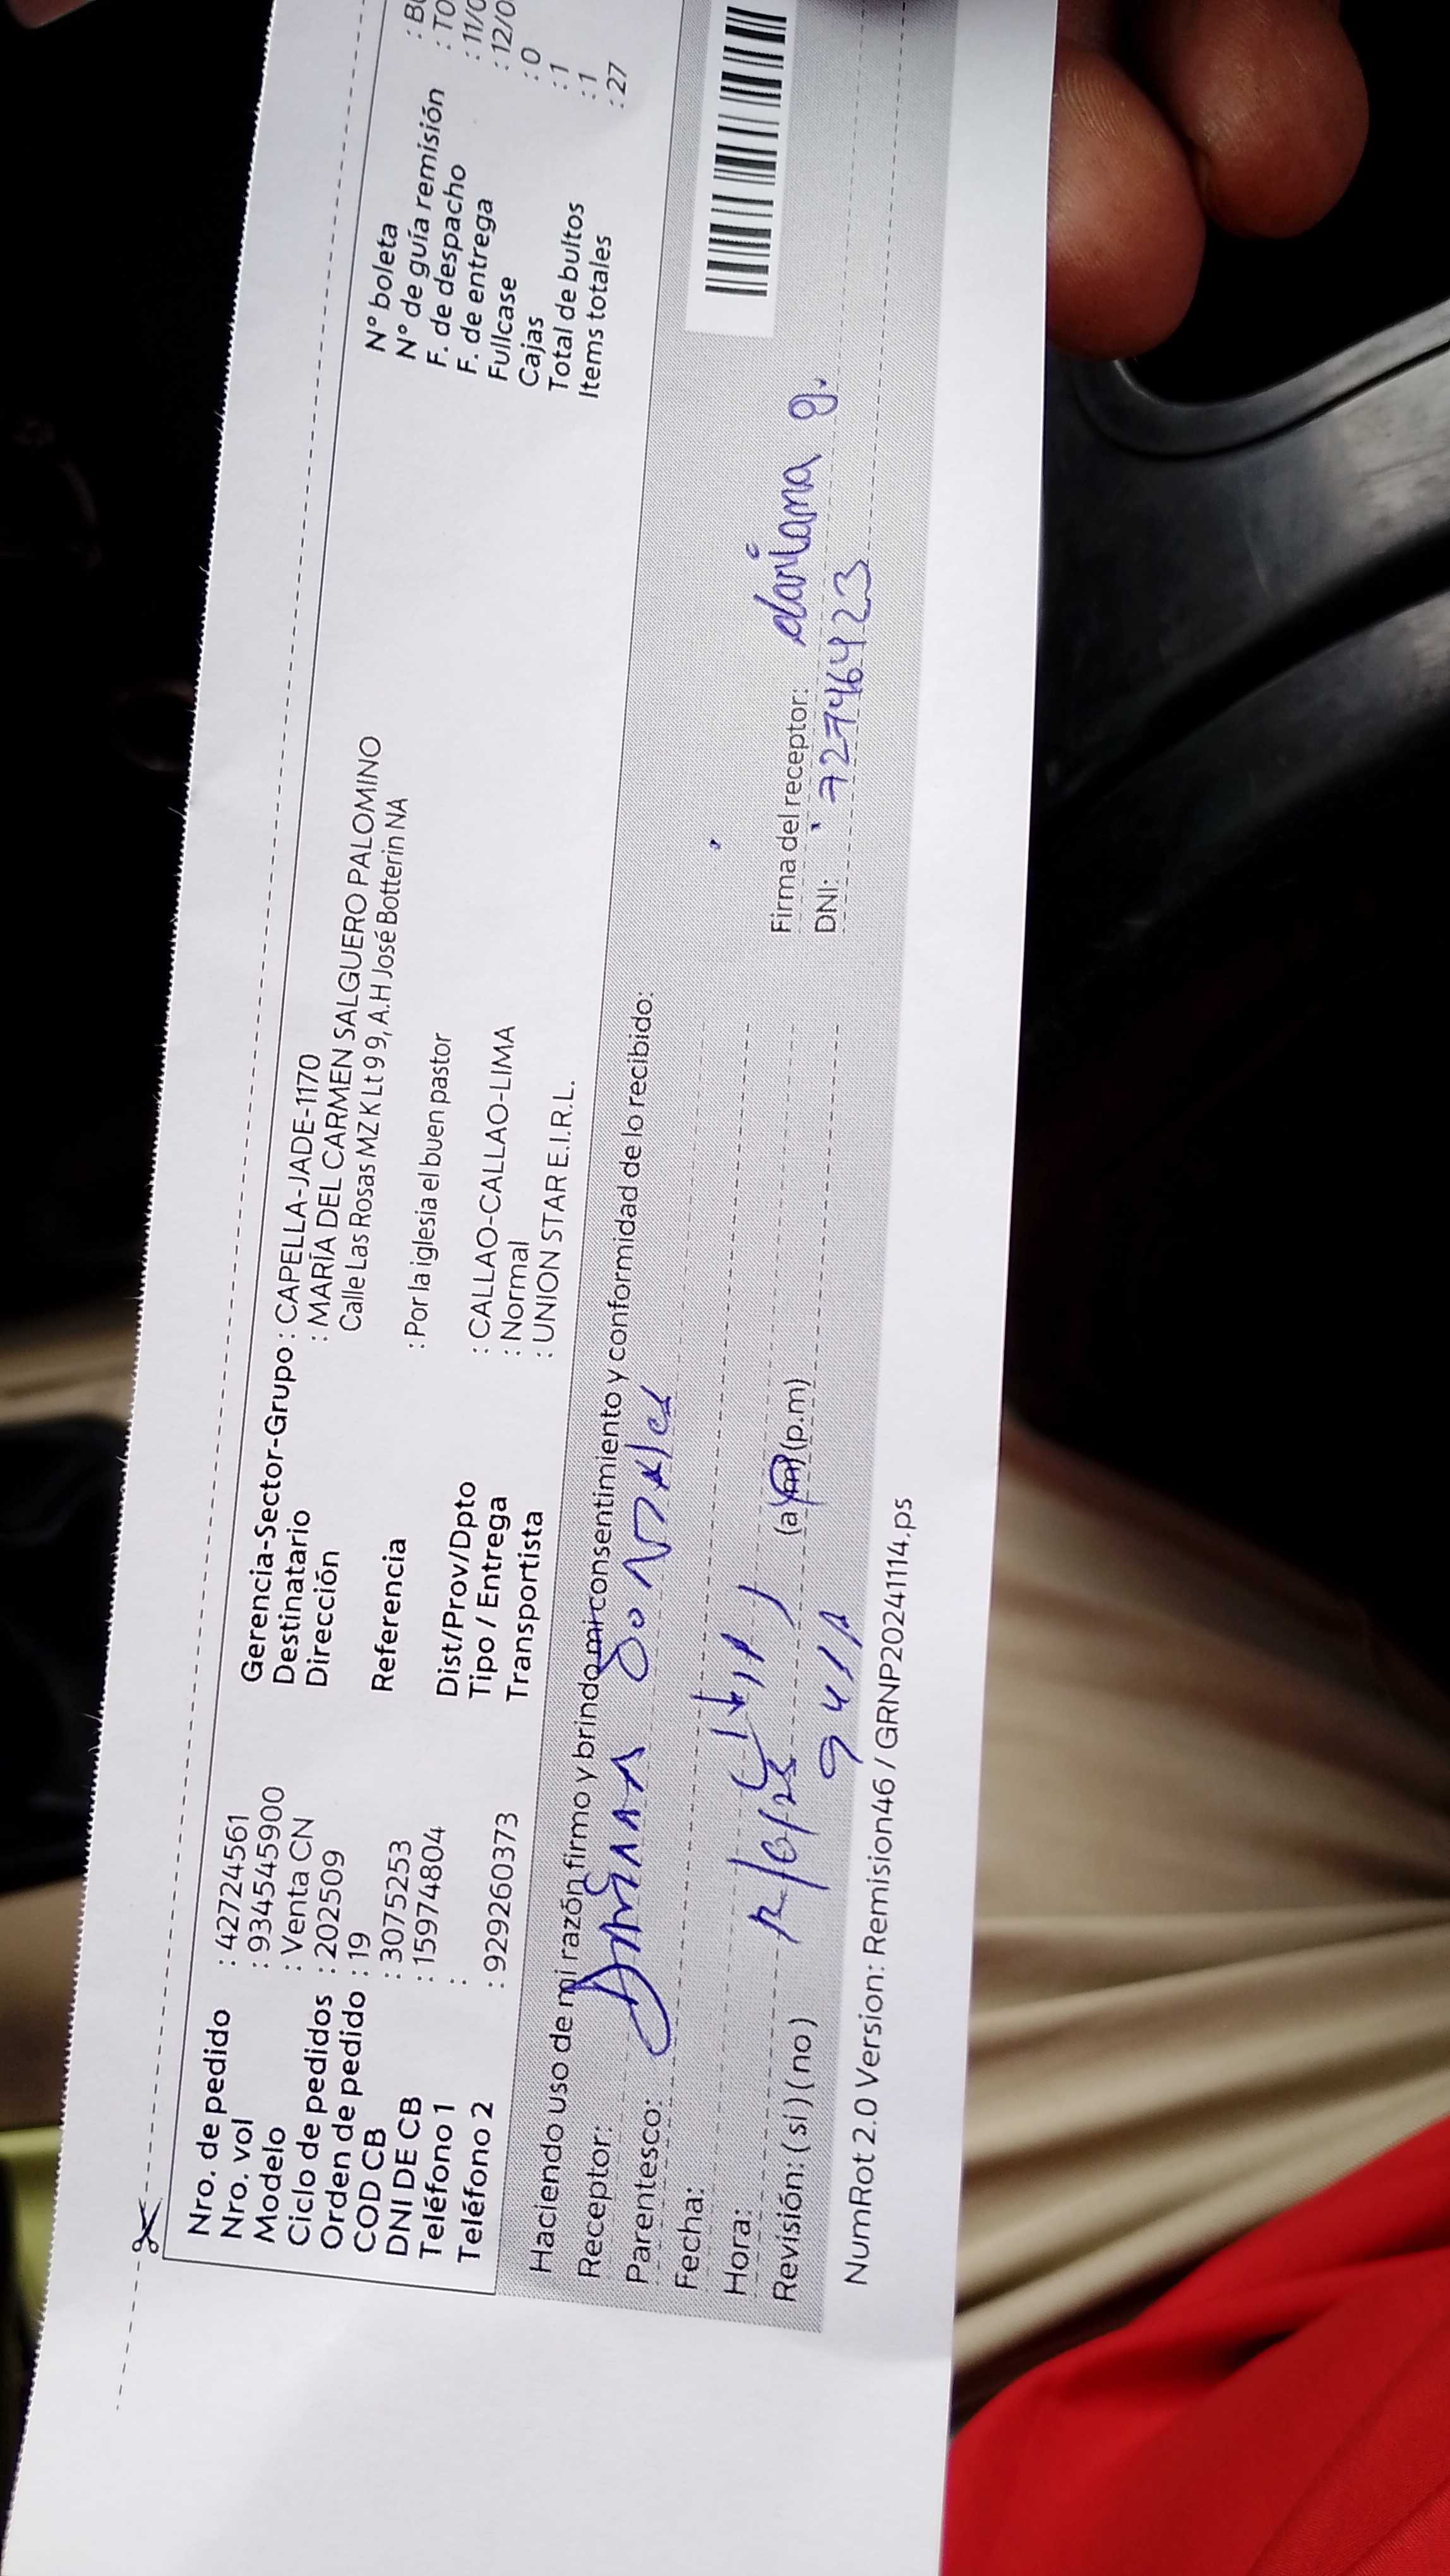 Nro. de pedido : 42724561
Nro. vol : 9345545900
Modelo : Venta CN
Ciclo de pedidos : 202509
Orden de pedido : 19
COD CB : 3075253
DNI DE CB : 15974804
Teléfono 1 :
Teléfono 2 : 929260373
Gerencia-Sector-Grupo : CAPELLA-JADE-1170
Destinatario : MARÍA DEL CARMEN SALGUERO PALOMINO
Dirección Calle Las Rosas MZ K Lt 9 9, A.H José Botterin NA
Referencia : Por la iglesia el buen pastor
Dist/Prov/Dpto : CALLAO-CALLAO-LIMA
Tipo / Entrega : Normal
Transportista : UNION STAR E.I.R.L.
N° boleta
N° de guía remisión
F. de despacho : 11/0
F. de entrega : 12/0
Fullcase : 0
Cajas : 1
Total de bultos : 1
Items totales : 27
Haciendo uso de mi razón firmo y brindo mi consentimiento y conformidad de lo recibido:
Receptor:
Parentesco:
Fecha:
Hora: (a.m) (p.m)
Revisión: ( si ) ( no )
Firma del receptor: dariana g.
DNI: 72746423
NumRot 2.0 Version: Remision46 / GRNP20241114.ps